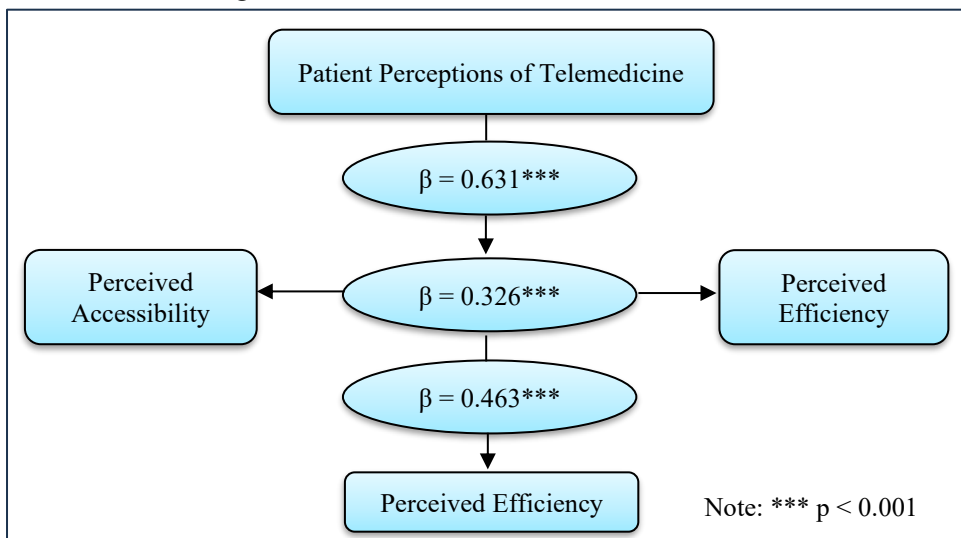 Patient Perceptions of Telemedicine
β = 0.631***
Perceived
Accessibility
β = 0.326***
Perceived
Efficiency
β = 0.463***
Perceived Efficiency
Note: *** p < 0.001